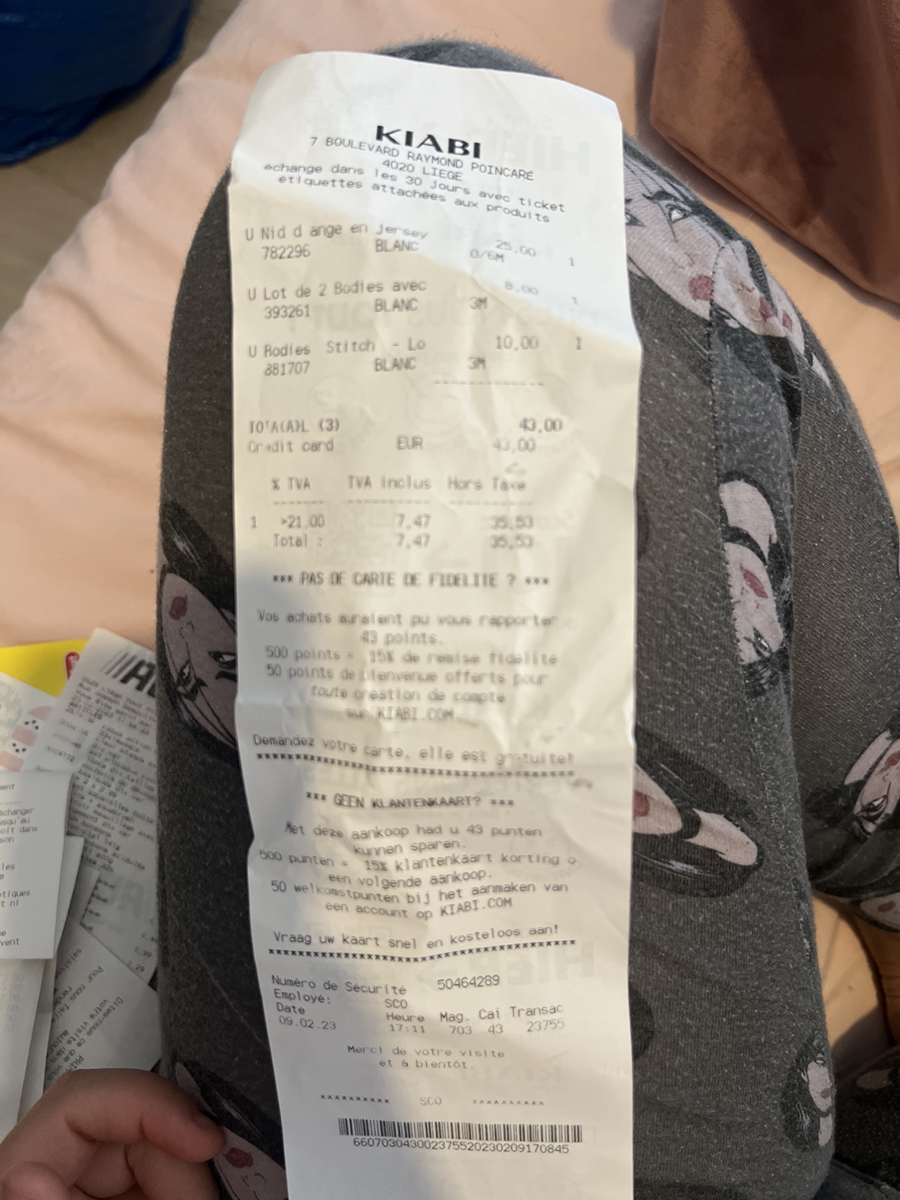 KIABI
7 BOULEVARD RAYMOND POINCARE
4020 LIEGE
échange dans les 30 jours avec ticket
étiquettes attachées aux produits
U Nid d ange en Jersey 25,00 1
782296 BLANC 0/6M
U Lot de 2 Bodies avec 8,00 1
393261 BLANC 3M
U Bodies Stitch - Lo 10,00 1
881707 BLANC 3M
------------
TO'A(A)L (3) 43,00
Credit card EUR 43,00
% TVA TVA inclus Hors Taxe
1 >21,00 7,47 35,53
Total : 7,47 35,53
*** PAS DE CARTE DE FIDELITE ? ***
Vos achats auraient pu vous rapporter
43 points.
500 points = 15% de remise fidélité
50 points de bienvenue offerts pour
toute création de compte
sur KIABI.COM
Demandez votre carte, elle est gratuite!
****************************************
*** GEEN KLANTENKAART? ***
Met deze aankoop had u 43 punten
kunnen sparen.
500 punten = 15% klantenkaart korting o
een volgende aankoop.
50 welkomstpunten bij het aanmaken van
een account op KIABI.COM
Vraag uw kaart snel en kosteloos aan!
****************************************
Numéro de Sécurité 50464289
Employé: SCO
Date Heure Mag. Cai Transac
09.02.23 17:11 703 43 23755
Merci de votre visite
et à bientôt.
********** SCO **********
660703043002375520230209170845